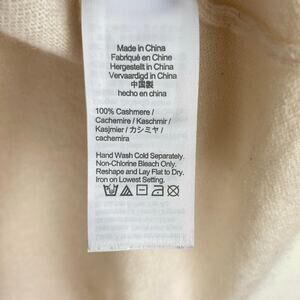 Made in China
Fabriqué en Chine
Hergestellt in China
Vervaardigd in China
中国製
hecho en china
100% Cashmere /
Cachemire / Kaschmir /
Kasjmier / カシミヤ /
cachemira
Hand Wash Cold Separately.
Non-Chlorine Bleach Only.
Reshape and Lay Flat to Dry.
Iron on Lowest Setting.